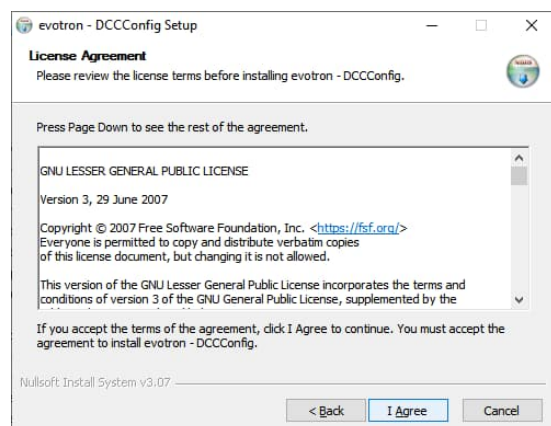 evotron - DCCConfig Setup
License Agreement
Please review the license terms before installing evotron - DCCConfig.
Press Page Down to see the rest of the agreement.
GNU LESSER GENERAL PUBLIC LICENSE
Version 3, 29 June 2007
Copyright © 2007 Free Software Foundation, Inc. <https://fsf.org/>
Everyone is permitted to copy and distribute verbatim copies
of this license document, but changing it is not allowed.
This version of the GNU Lesser General Public License incorporates the terms and
conditions of version 3 of the GNU General Public License, supplemented by the
If you accept the terms of the agreement, click I Agree to continue. You must accept the
agreement to install evotron - DCCConfig.
Nullsoft Install System v3.07
< Back I Agree Cancel